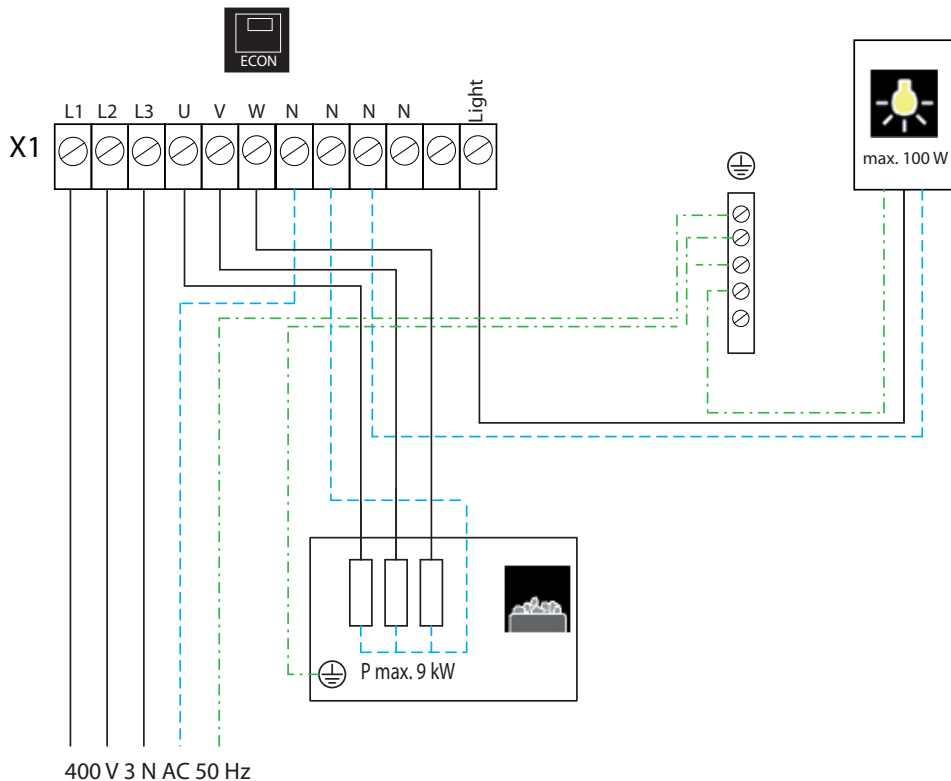 ECON
L1 L2 L3 U V W N N N N Light
X1
max. 100 W
P max. 9 kW
400 V 3 N AC 50 Hz